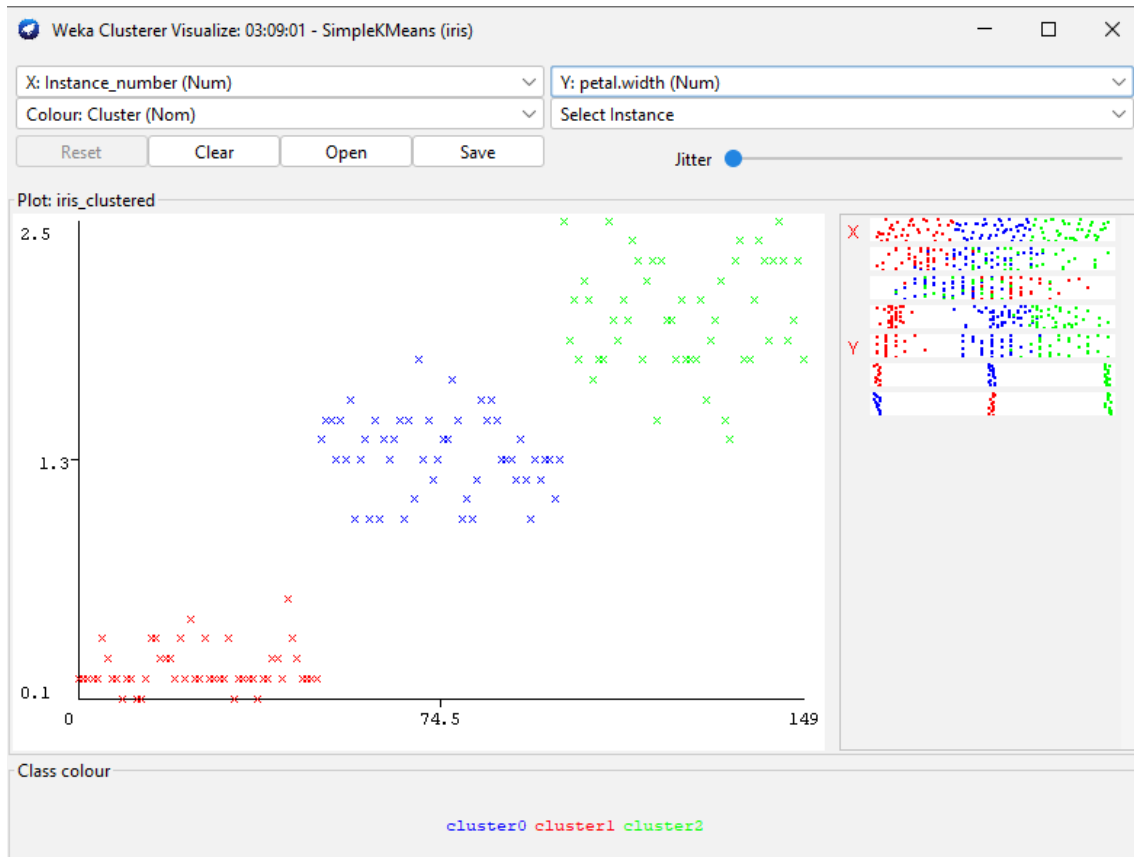 Weka Clusterer Visualize: 03:09:01 - SimpleKMeans (iris)
X: Instance_number (Num) Y: petal.width (Num)
Colour: Cluster (Nom) Select Instance
Reset Clear Open Save Jitter
Plot: iris_clustered
2.5
X
Y
1.3
0.1
0 74.5 149
Class colour
cluster0 cluster1 cluster2